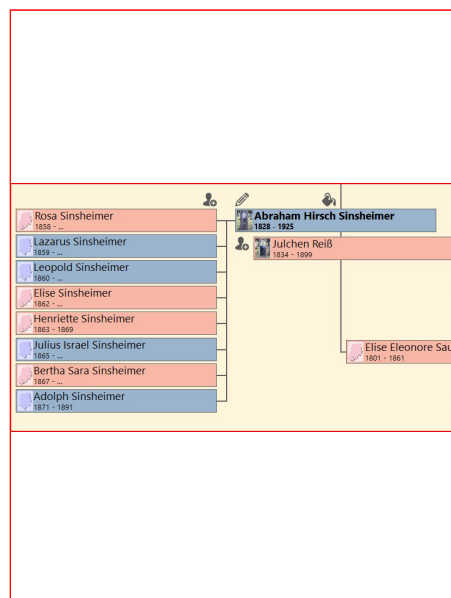 Rosa Sinsheimer
1858 - ...
Lazarus Sinsheimer
1859 - ...
Leopold Sinsheimer
1860 - ...
Elise Sinsheimer
1862 - ...
Henriette Sinsheimer
1863 - 1869
Julius Israel Sinsheimer
1865 - ...
Bertha Sara Sinsheimer
1867 - ...
Adolph Sinsheimer
1871 - 1891
Abraham Hirsch Sinsheimer
1828 - 1925
Julchen Reiß
1834 - 1899
Elise Eleonore Sau
1801 - 1861